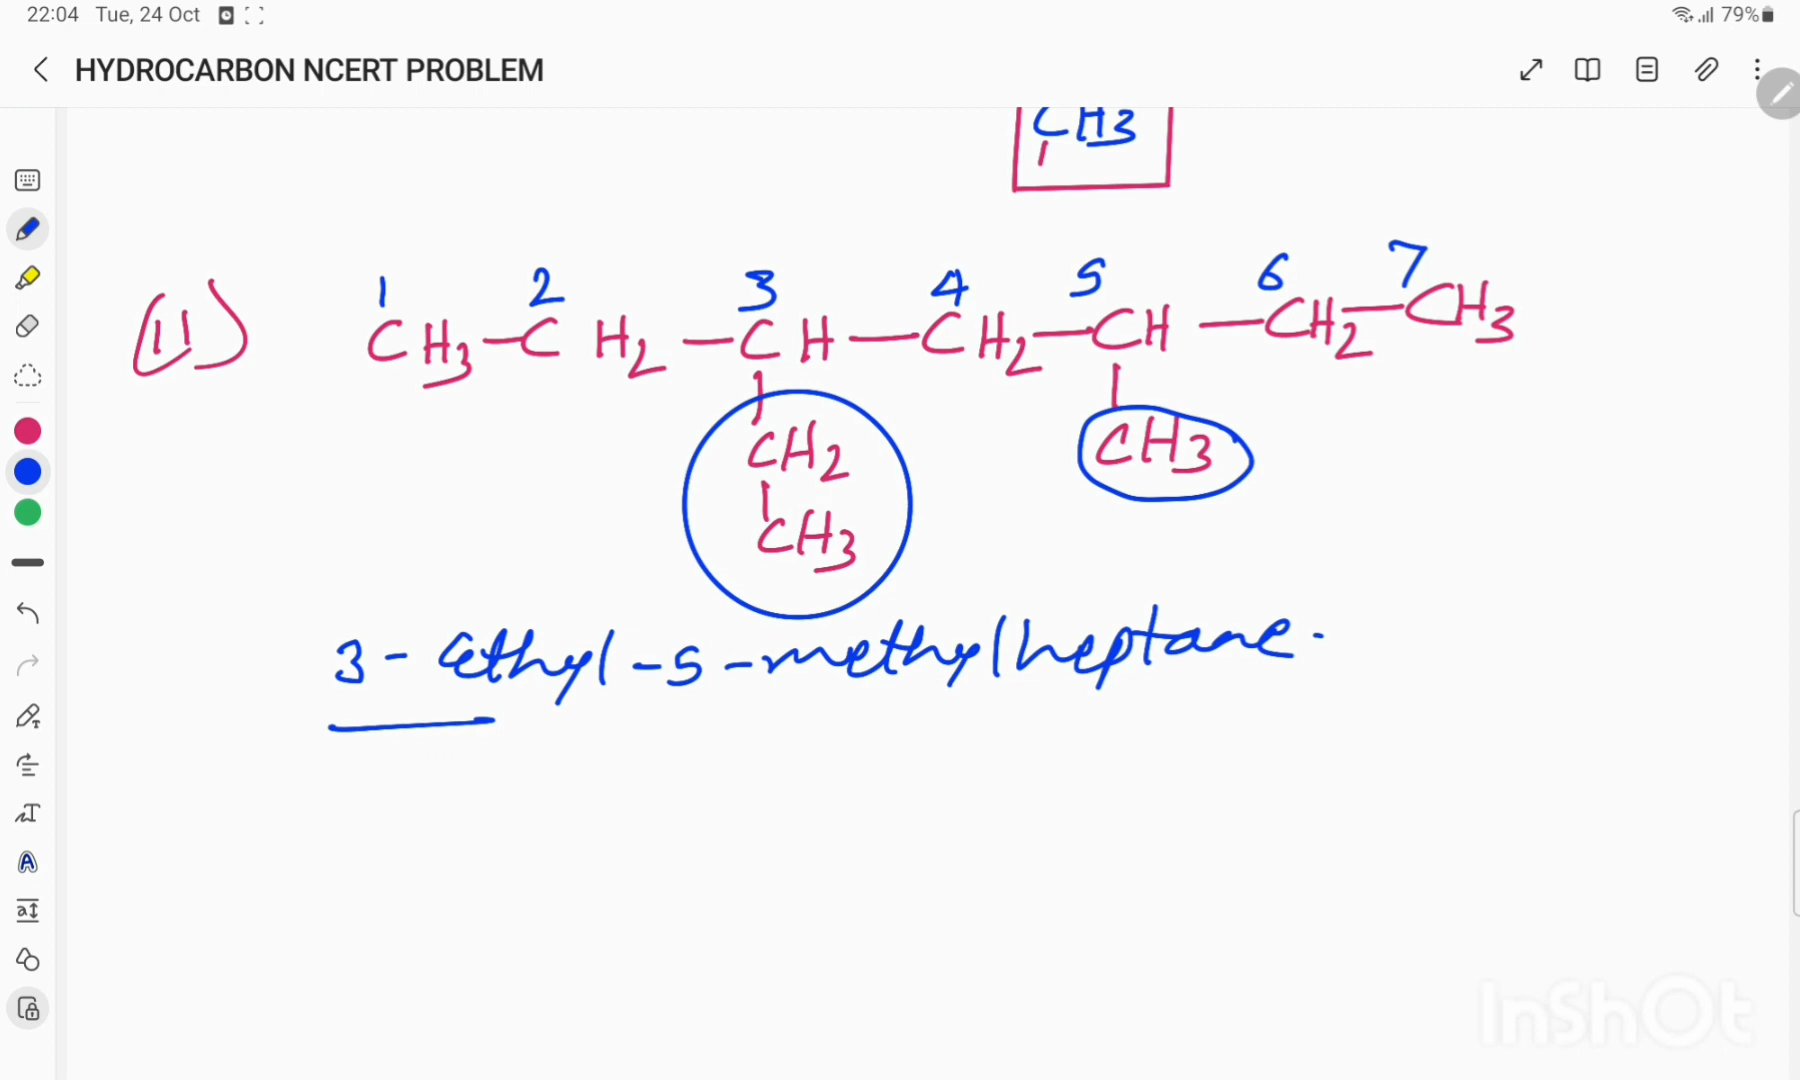 22:04 Tue, 24 Oct
79%
HYDROCARBON NCERT PROBLEM
CH3
1 2 3 4 5 6 7
(11) CH3-CH2-CH-CH2-CH-CH2-CH3
CH2 CH3
CH3
3-Ethyl-5-methylheptane.
InShOt